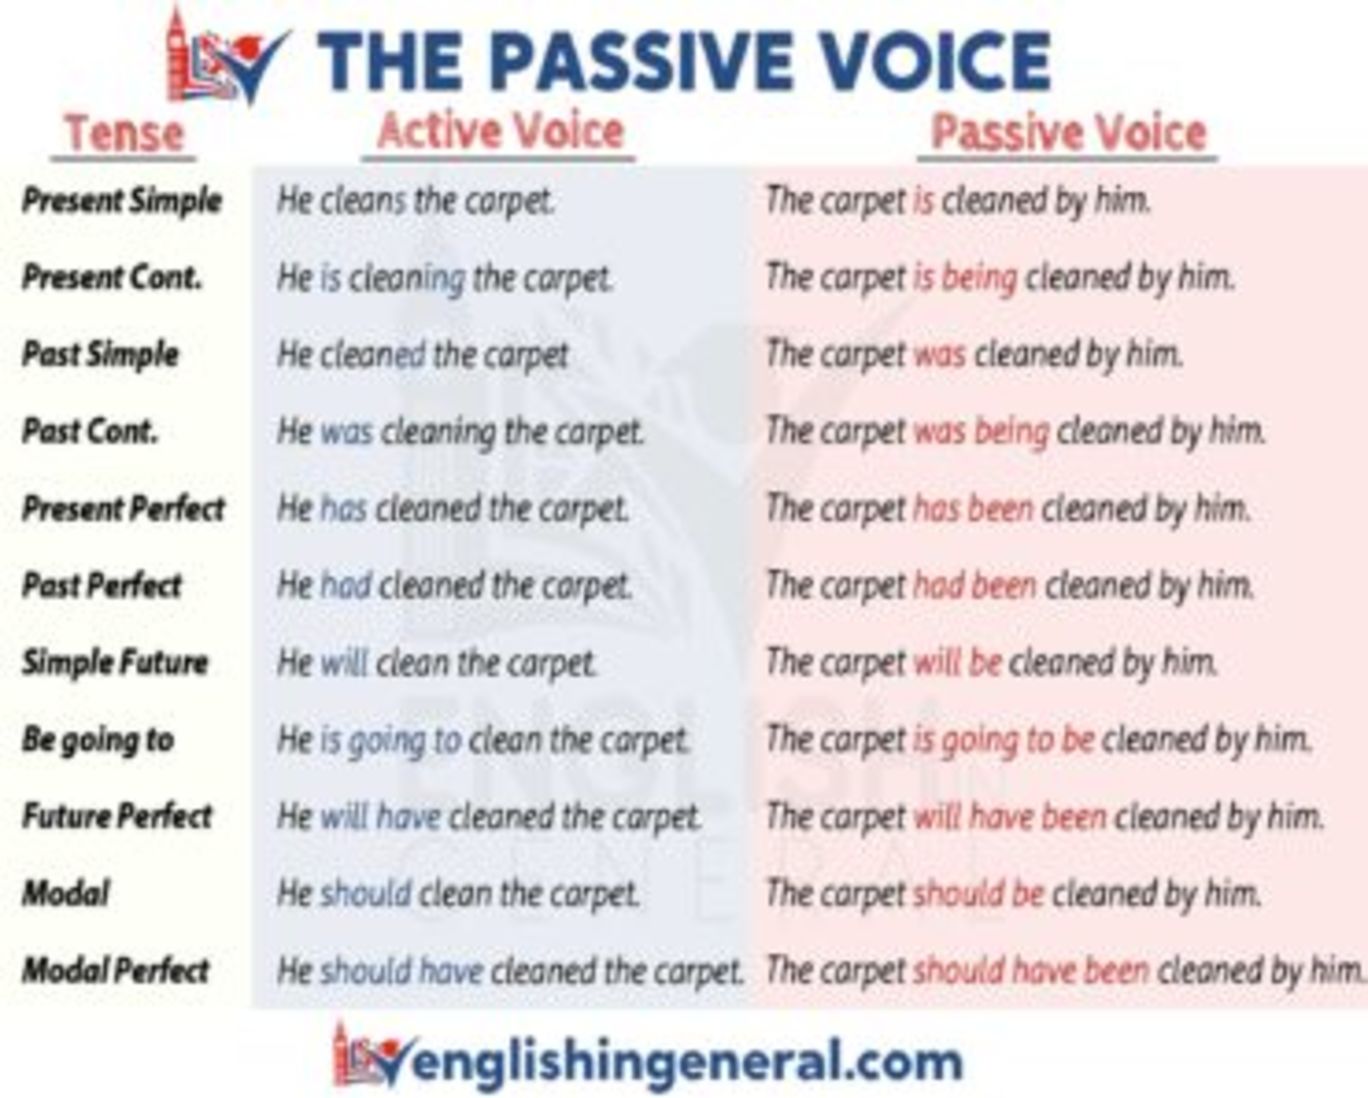 THE PASSIVE VOICE
Tense Active Voice Passive Voice
Present Simple He cleans the carpet. The carpet is cleaned by him.
Present Cont. He is cleaning the carpet. The carpet is being cleaned by him.
Past Simple He cleaned the carpet The carpet was cleaned by him.
Past Cont. He was cleaning the carpet. The carpet was being cleaned by him.
Present Perfect He has cleaned the carpet. The carpet has been cleaned by him.
Past Perfect He had cleaned the carpet. The carpet had been cleaned by him.
Simple Future He will clean the carpet. The carpet will be cleaned by him.
Be going to He is going to clean the carpet. The carpet is going to be cleaned by him.
Future Perfect He will have cleaned the carpet. The carpet will have been cleaned by him.
Modal He should clean the carpet. The carpet should be cleaned by him.
Modal Perfect He should have cleaned the carpet. The carpet should have been cleaned by him.
ENGLISH IN
GENERAL
englishingeneral.com